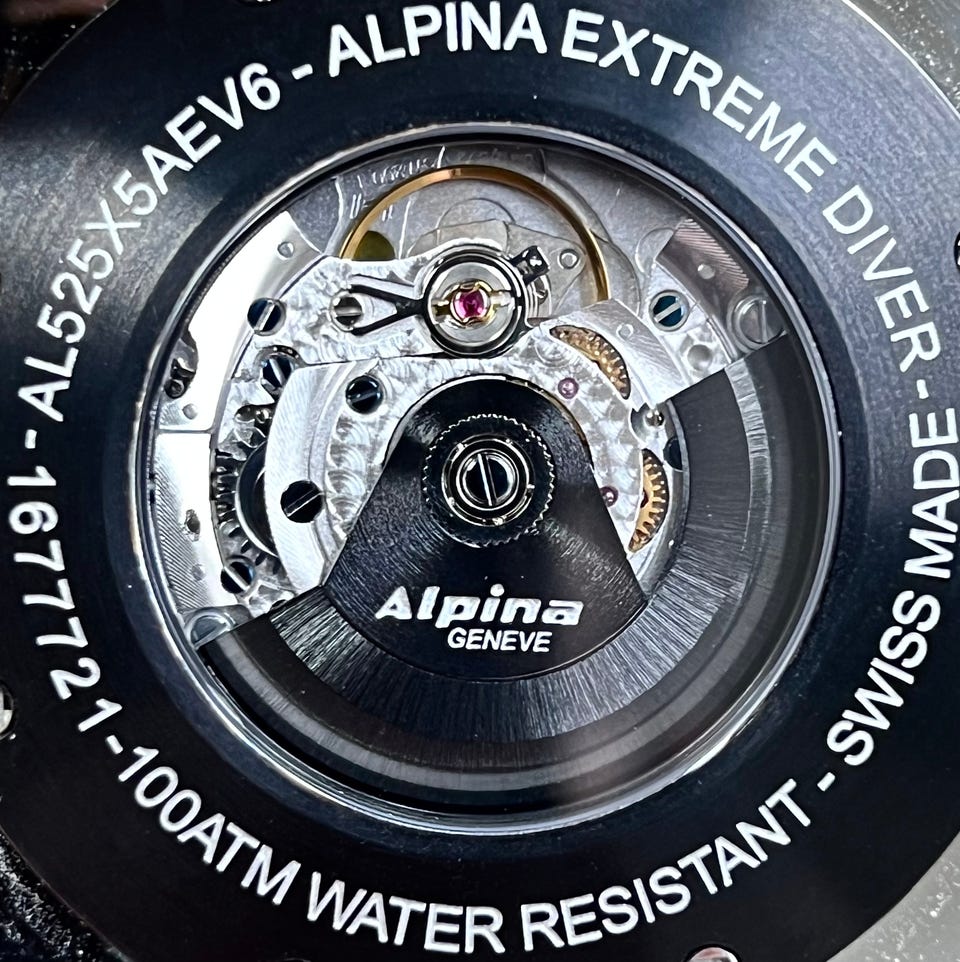 AL525X5AEV6 - ALPINA EXTREME DIVER -
1677721 - 100ATM WATER RESISTANT - SWISS MADE -
Alpina
GENEVE